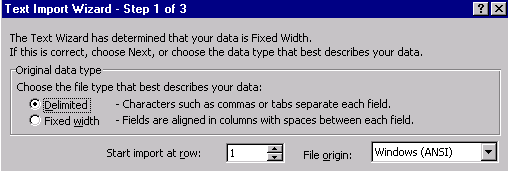 Text Import Wizard - Step 1 of 3
The Text Wizard has determined that your data is Fixed Width.
If this is correct, choose Next, or choose the data type that best describes your data.
Original data type
Choose the file type that best describes your data:
Delimited - Characters such as commas or tabs separate each field.
Fixed width - Fields are aligned in columns with spaces between each field.
Start import at row: 1 File origin: Windows (ANSI)